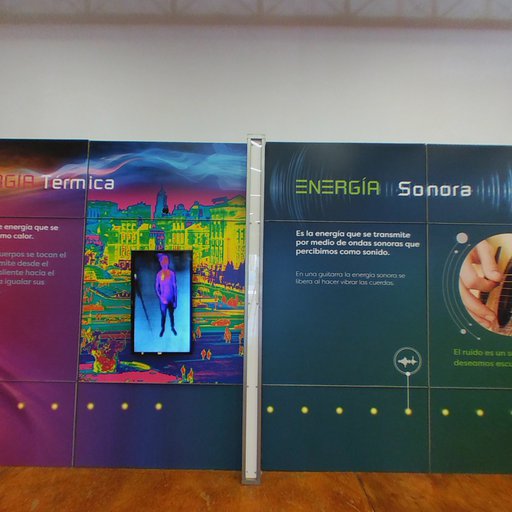 RGIA Térmica
energía que se
mo calor.
uerpos se tocan el
mite desde el
aliente hacia el
igualar sus
ENERGÍA Sonora
Es la energía que se transmite
por medio de ondas sonoras que
percibimos como sonido.
En una guitarra la energía sonora se
libera al hacer vibrar las cuerdas.
El ruido es un s
deseamos escu